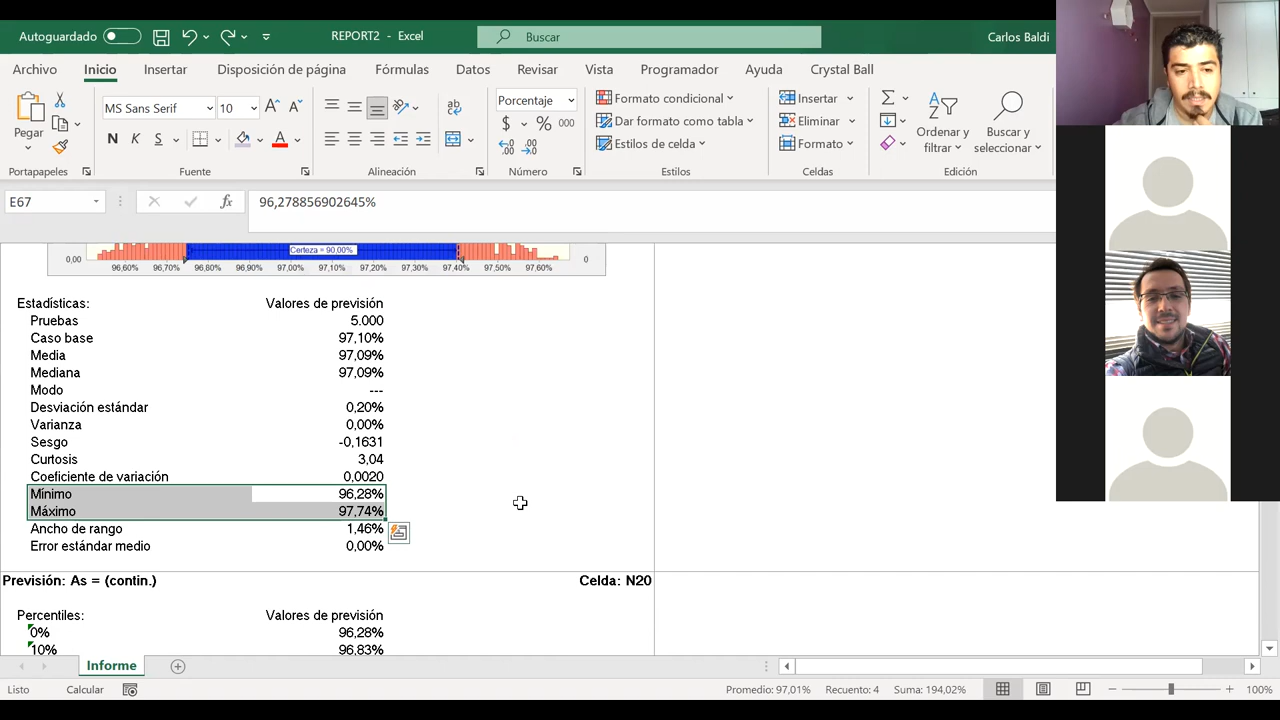 Autoguardado
REPORT2 - Excel
Buscar
Carlos Baldi
Archivo Inicio Insertar Disposición de página Fórmulas Datos Revisar Vista Programador Ayuda Crystal Ball
Pegar
MS Sans Serif 10
N K S
Porcentaje
$ % 000
Formato condicional
Dar formato como tabla
Estilos de celda
Insertar
Eliminar
Formato
Ordenar y filtrar
Buscar y seleccionar
Portapapeles Fuente Alineación Número Estilos Celdas Edición
E67 fx 96,278856902645%
Certeza = 90,00%
0,00 0
96,60% 96,70% 96,80% 96,90% 97,00% 97,10% 97,20% 97,30% 97,40% 97,50% 97,60%
Estadísticas: Valores de previsión
Pruebas 5.000
Caso base 97,10%
Media 97,09%
Mediana 97,09%
Modo ---
Desviación estándar 0,20%
Varianza 0,00%
Sesgo -0,1631
Curtosis 3,04
Coeficiente de variación 0,0020
Mínimo 96,28%
Máximo 97,74%
Ancho de rango 1,46%
Error estándar medio 0,00%
Previsión: As = (contin.) Celda: N20
Percentiles: Valores de previsión
0% 96,28%
10% 96,83%
Informe
Listo Calcular Promedio: 97,01% Recuento: 4 Suma: 194,02% 100%